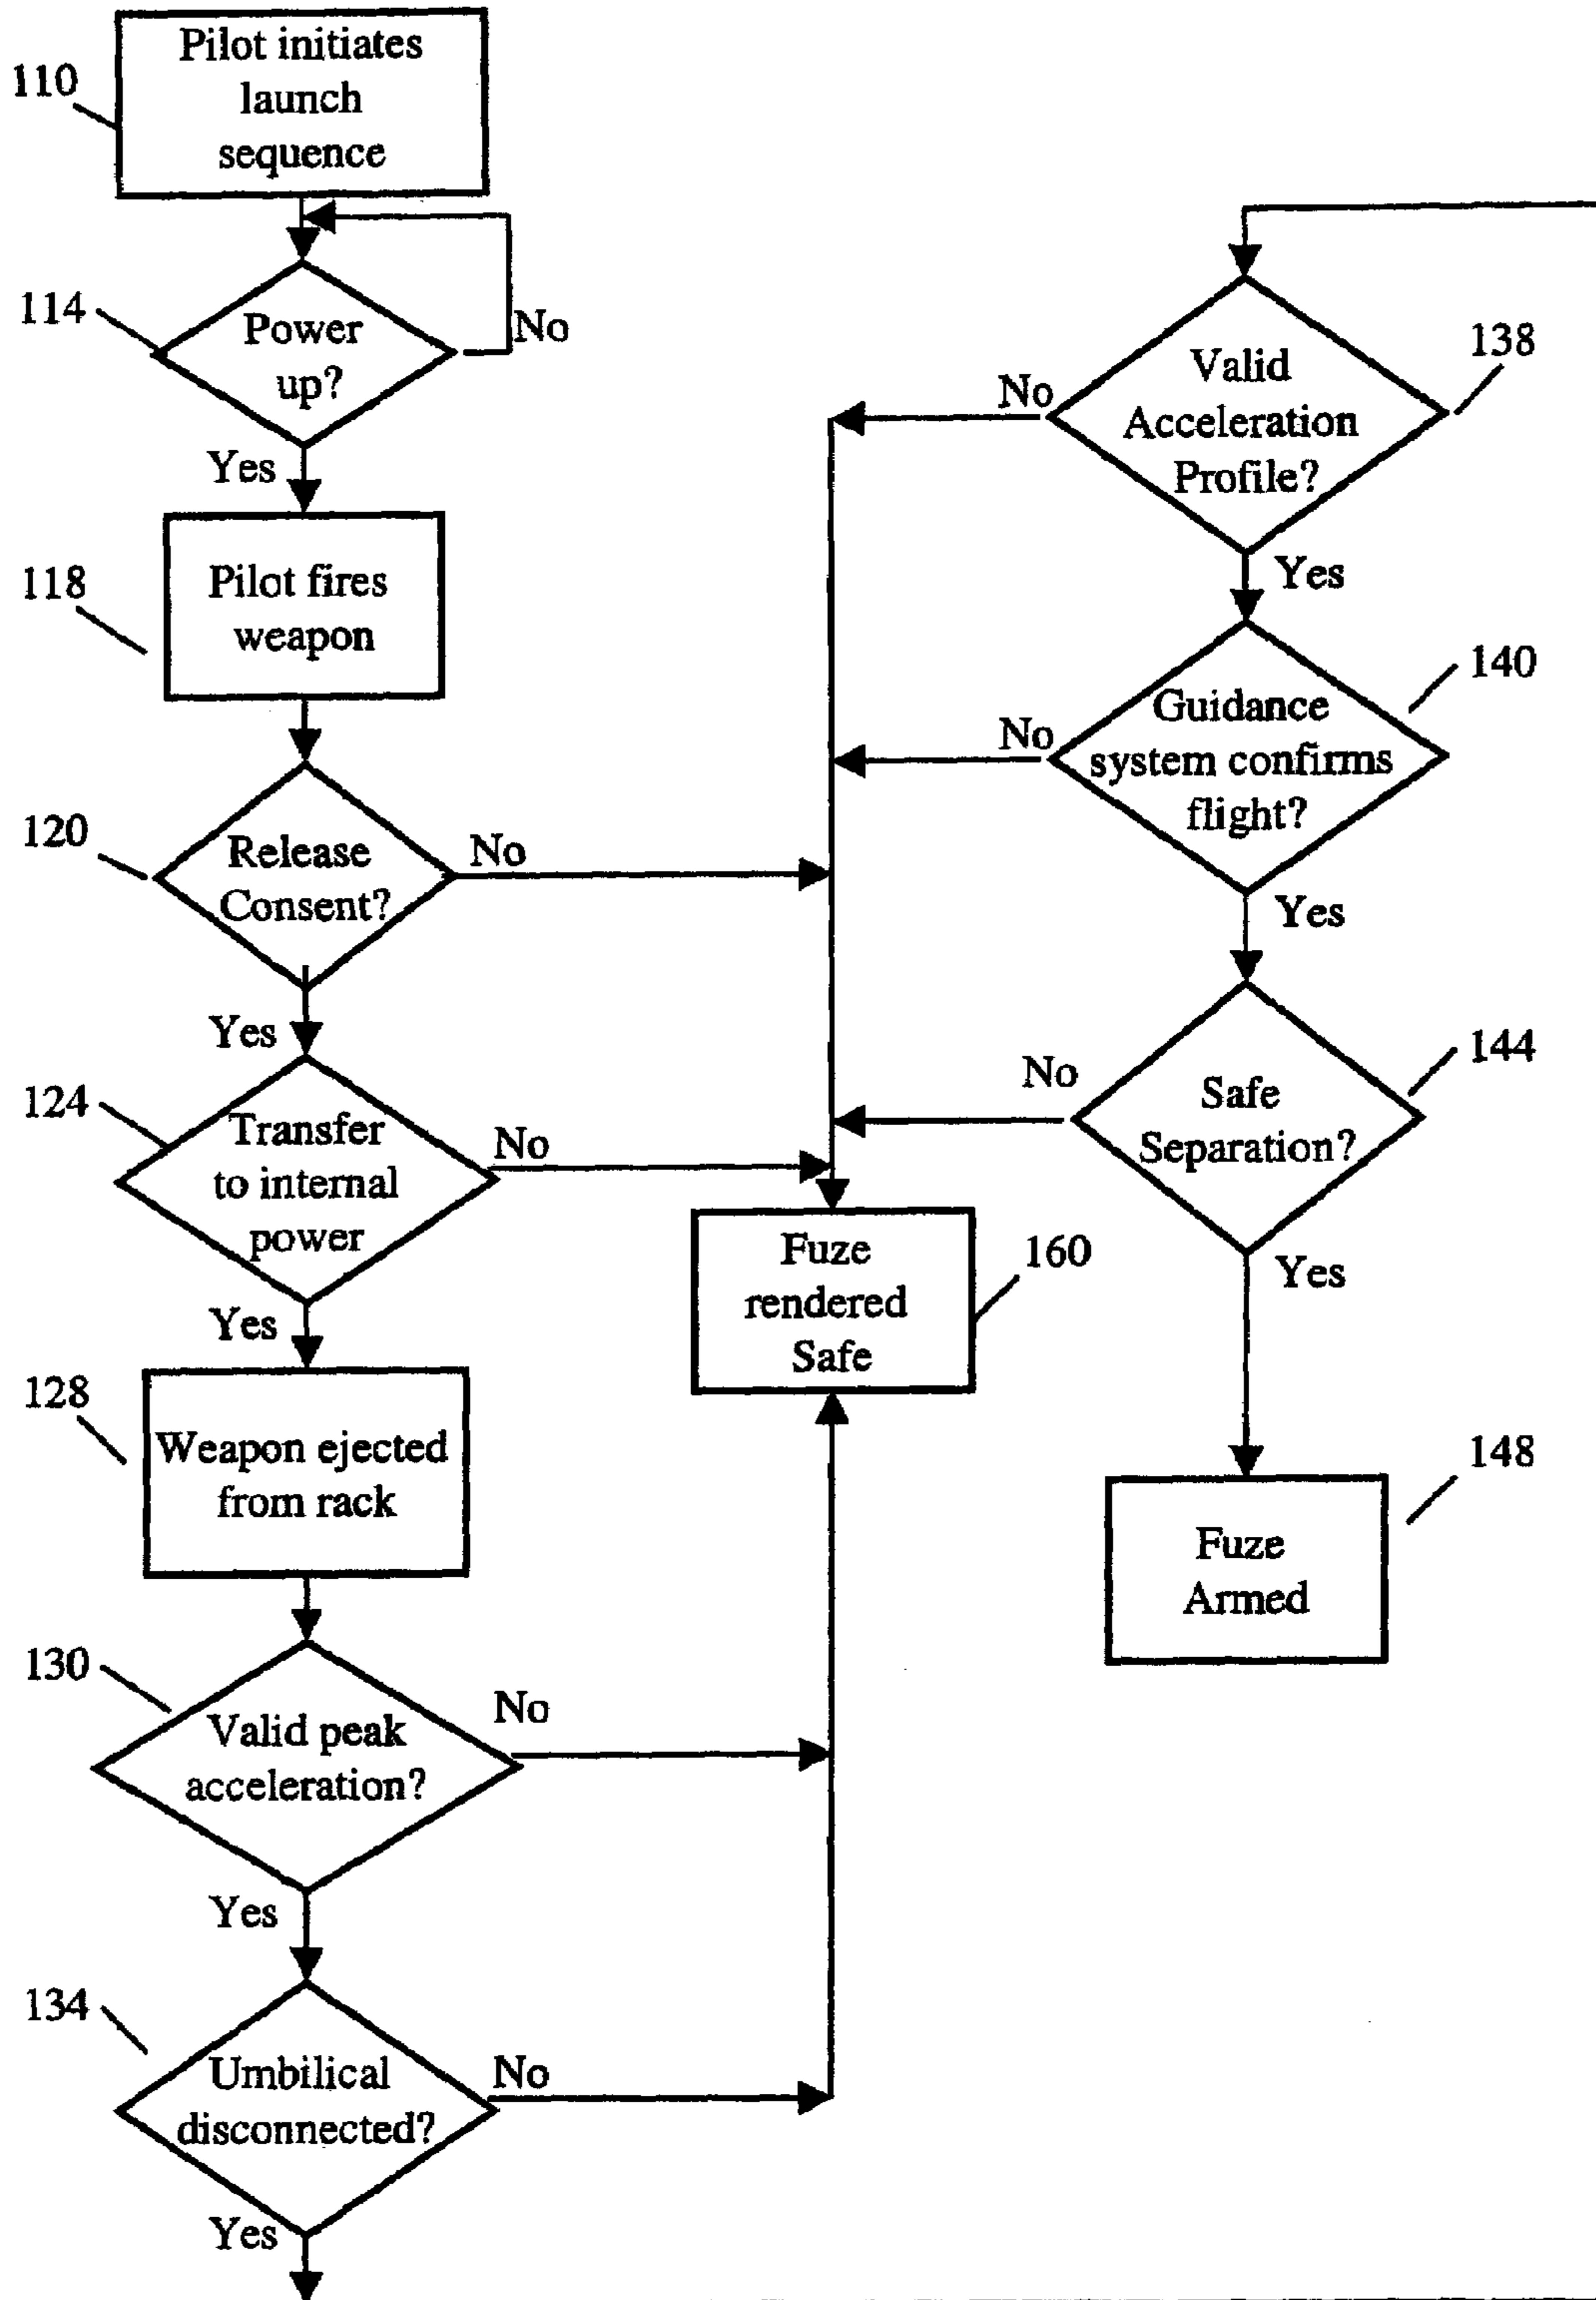 110
Pilot initiates
launch
sequence
114
Power
up?
No
Yes
118
Pilot fires
weapon
120
Release
Consent?
No
Yes
124
Transfer
to internal
power
No
Yes
128
Weapon ejected
from rack
130
Valid peak
acceleration?
No
Yes
134
Umbilical
disconnected?
No
Yes
138
Valid
Acceleration
Profile?
No
Yes
140
Guidance
system confirms
flight?
No
Yes
144
Safe
Separation?
No
Yes
148
Fuze
Armed
160
Fuze
rendered
Safe